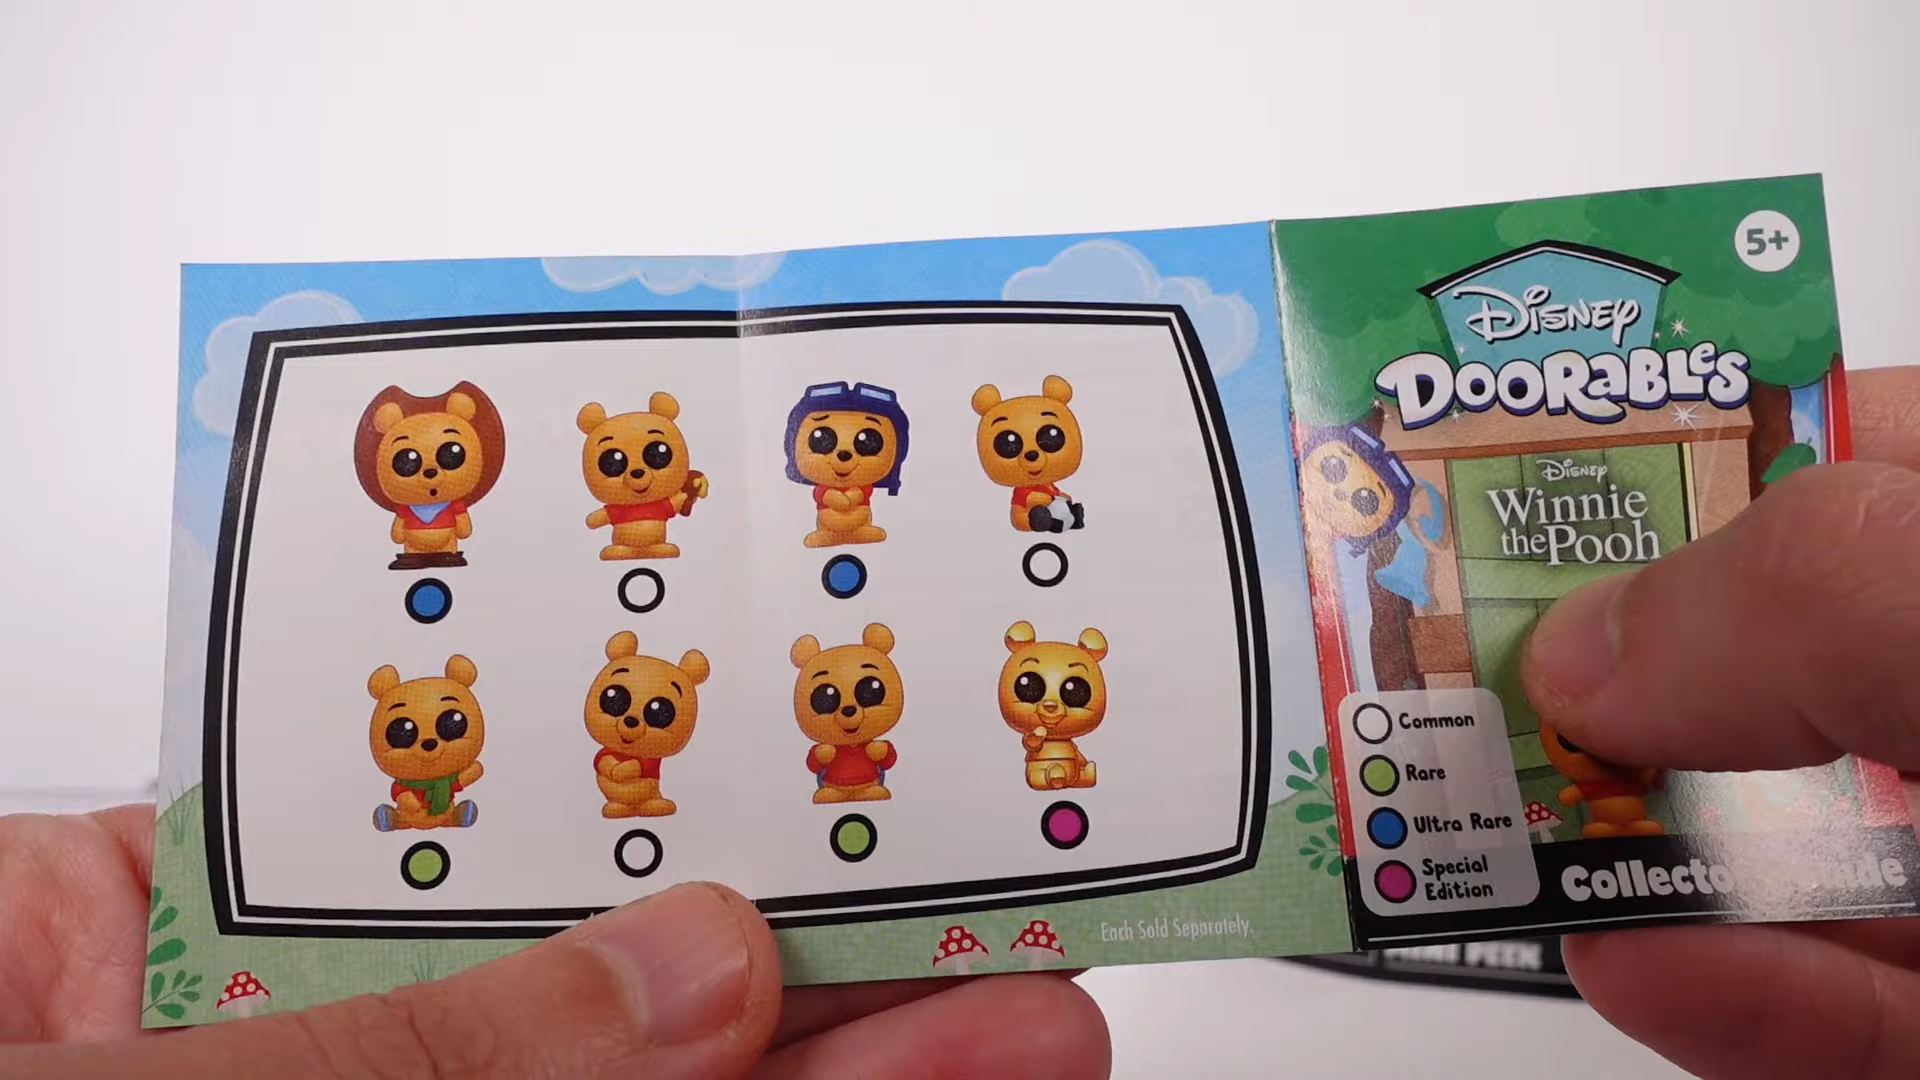 5+
Disney
Doorables
Disney
Winnie
the Pooh
Common
Rare
Ultra Rare
Special
Edition
Each Sold Separately.